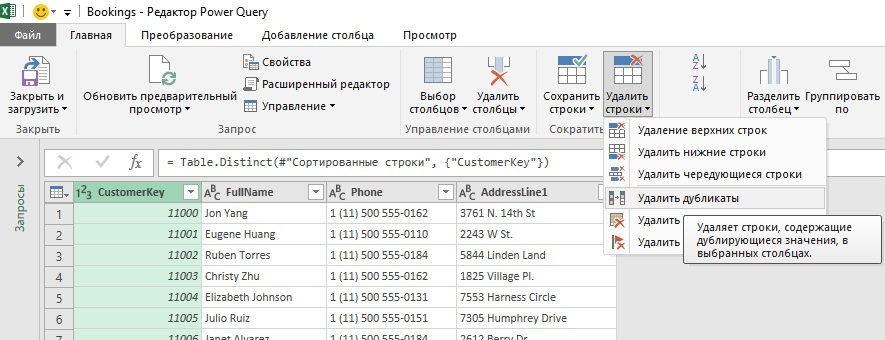 Bookings - Редактор Power Query
Файл Главная Преобразование Добавление столбца Просмотр
Закрыть и загрузить
Закрыть
Обновить предварительный просмотр
Свойства
Расширенный редактор
Управление
Запрос
Выбор столбцов
Удалить столбцы
Управление столбцами
Сохранить строки
Удалить строки
Сократить
Разделить столбец
Группировать по
Удаление верхних строк
Удалить нижние строки
Удалить чередующиеся строки
Удалить дубликаты
Удалить
Удалить
Удаляет строки, содержащие
дублирующиеся значения, в
выбранных столбцах.
Запросы
fx = Table.Distinct(#"Сортированные строки", {"CustomerKey"})
CustomerKey FullName Phone AddressLine1
1 11000 Jon Yang 1 (11) 500 555-0162 3761 N. 14th St
2 11001 Eugene Huang 1 (11) 500 555-0110 2243 W St.
3 11002 Ruben Torres 1 (11) 500 555-0184 5844 Linden Land
4 11003 Christy Zhu 1 (11) 500 555-0162 1825 Village Pl.
5 11004 Elizabeth Johnson 1 (11) 500 555-0131 7553 Harness Circle
6 11005 Julio Ruiz 1 (11) 500 555-0151 7305 Humphrey Drive
7 11006 Janet Alvarez 1 (11) 500 555-0184 2612 Berry Dr